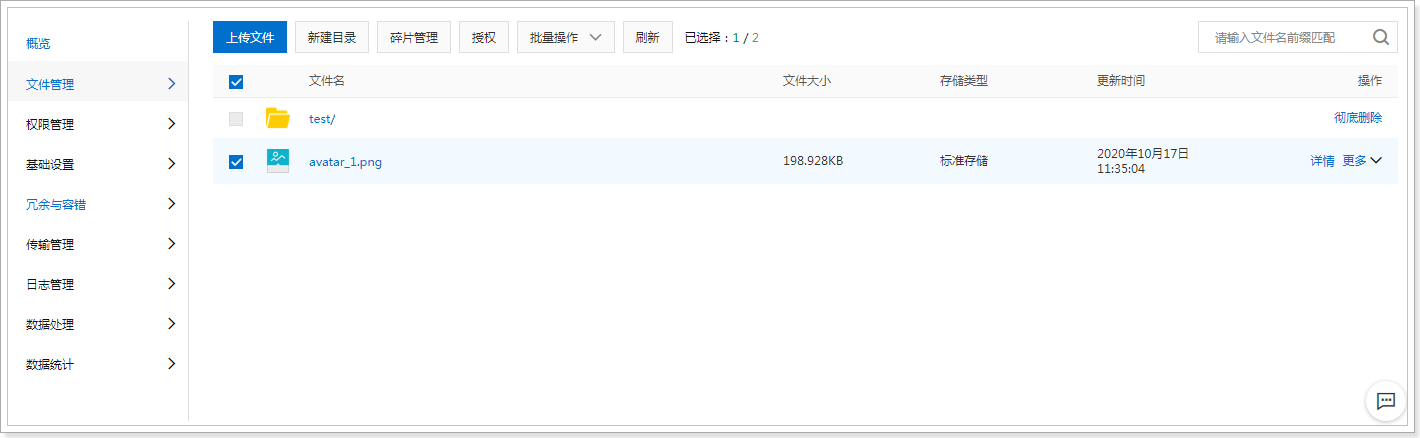 概览
文件管理
权限管理
基础设置
冗余与容错
传输管理
日志管理
数据处理
数据统计
上传文件 新建目录 碎片管理 授权 批量操作 刷新 已选择：1 / 2 请输入文件名前缀匹配
文件名 文件大小 存储类型 更新时间 操作
test/ 彻底删除
avatar_1.png 198.928KB 标准存储 2020年10月17日 详情 更多
11:35:04